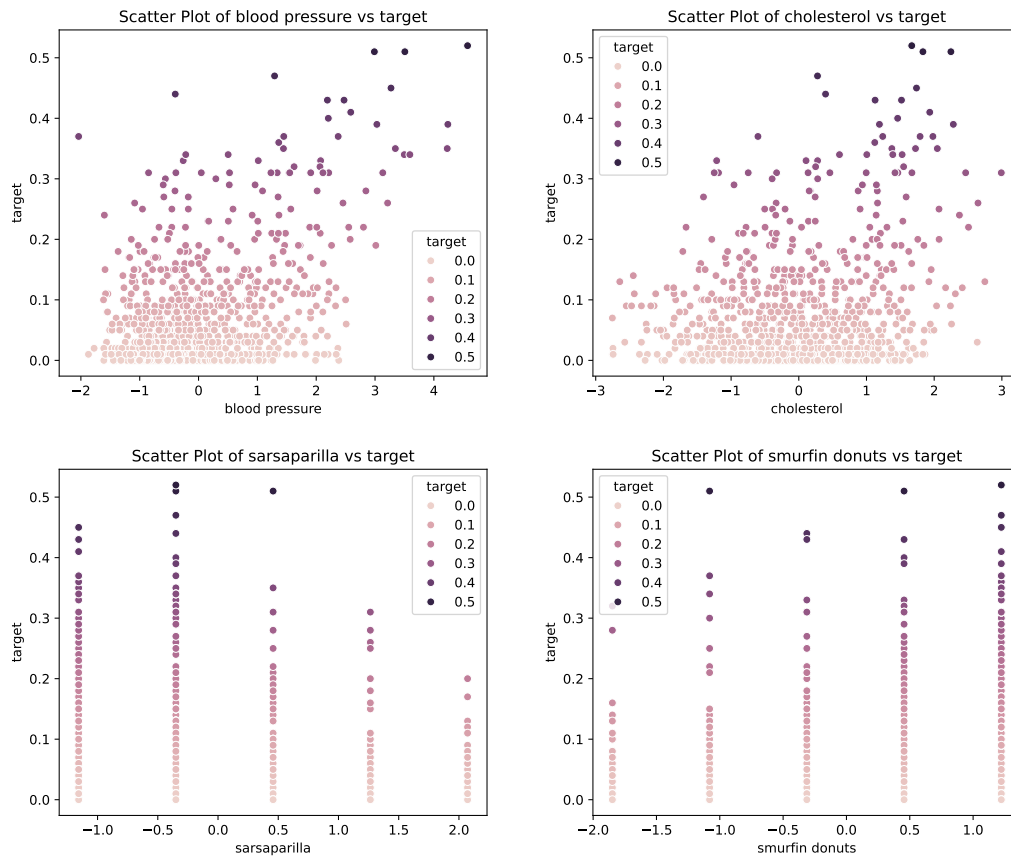 Scatter Plot of blood pressure vs target
target
0.5
0.4
0.3
0.2
0.1
0.0
target
0.0
0.1
0.2
0.3
0.4
0.5
−2 −1 0 1 2 3 4
blood pressure
Scatter Plot of cholesterol vs target
target
0.5
0.4
0.3
0.2
0.1
0.0
target
0.0
0.1
0.2
0.3
0.4
0.5
−3 −2 −1 0 1 2 3
cholesterol
Scatter Plot of sarsaparilla vs target
target
0.5
0.4
0.3
0.2
0.1
0.0
target
0.0
0.1
0.2
0.3
0.4
0.5
−1.0 −0.5 0.0 0.5 1.0 1.5 2.0
sarsaparilla
Scatter Plot of smurfin donuts vs target
target
0.5
0.4
0.3
0.2
0.1
0.0
target
0.0
0.1
0.2
0.3
0.4
0.5
−2.0 −1.5 −1.0 −0.5 0.0 0.5 1.0
smurfin donuts